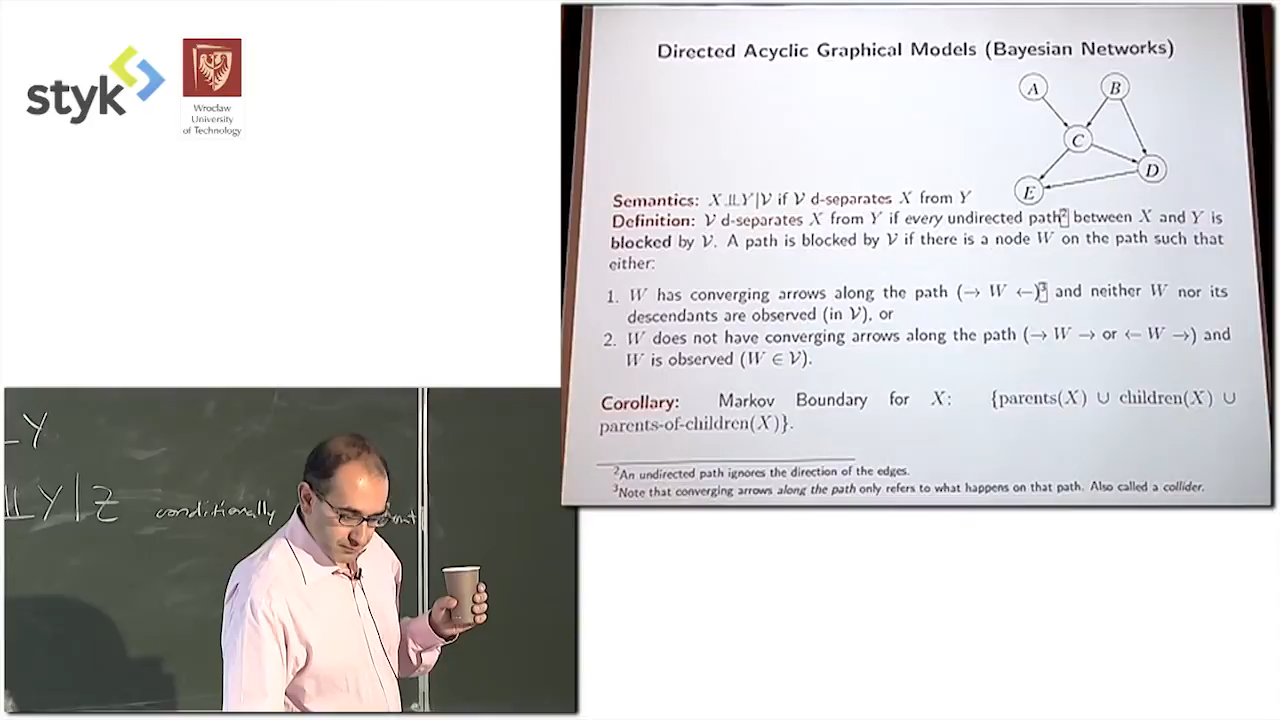 styk
Wroclaw
University
of Technology
Directed Acyclic Graphical Models (Bayesian Networks)
A
B
C
D
E
Semantics: X ⫫ Y|𝒱 if 𝒱 d-separates X from Y
Definition: 𝒱 d-separates X from Y if every undirected path² between X and Y is
blocked by 𝒱. A path is blocked by 𝒱 if there is a node W on the path such that
either:
1. W has converging arrows along the path (→ W ←)³ and neither W nor its
descendants are observed (in 𝒱), or
2. W does not have converging arrows along the path (→ W → or ← W →) and
W is observed (W ∈ 𝒱).
Corollary: Markov Boundary for X: {parents(X) ∪ children(X) ∪
parents-of-children(X)}.
²An undirected path ignores the direction of the edges.
³Note that converging arrows along the path only refers to what happens on that path. Also called a collider.
Y
⫫ Y | Z conditionally